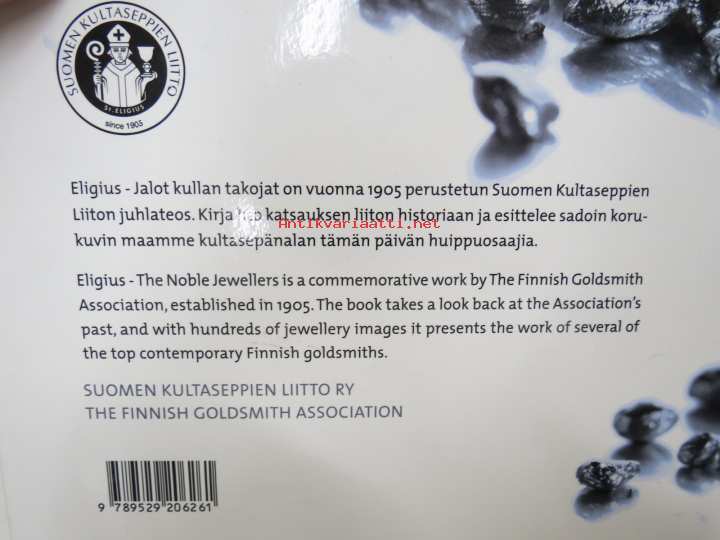 SUOMEN KULTASEPPIEN LIITTO
St. ELIGIUS
since 1905
Eligius - Jalot kullan takojat on vuonna 1905 perustetun Suomen Kultaseppien
Liiton juhlateos. Kirja katsauksen liiton historiaan ja esittelee sadoin koru-
Antikvariaatti.net
kuvin maamme kultasepänalan tämän päivän huippuosaajia.
Eligius - The Noble Jewellers is a commemorative work by The Finnish Goldsmith
Association, established in 1905. The book takes a look back at the Association's
past, and with hundreds of jewellery images it presents the work of several of
the top contemporary Finnish goldsmiths.
SUOMEN KULTASEPPIEN LIITTO RY
THE FINNISH GOLDSMITH ASSOCIATION
9 789529 206261